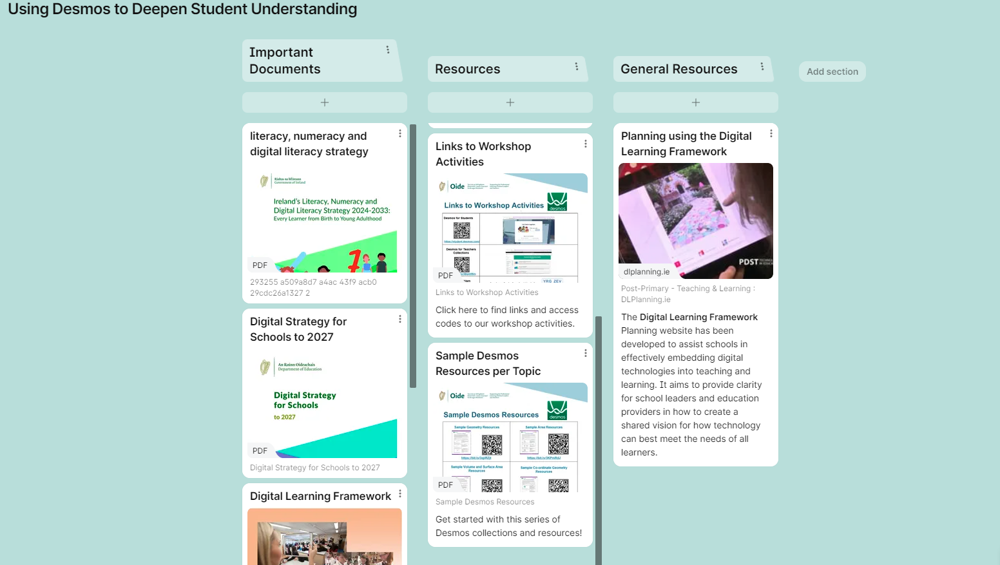 Using Desmos to Deepen Student Understanding
Important
Documents
literacy, numeracy and
digital literacy strategy
Rialtas na hÉireann
Government of Ireland
Ireland's Literacy, Numeracy and
Digital Literacy Strategy 2024-2033:
Every Learner from Birth to Young Adulthood
PDF
293255 a509a8d7 a4ac 43f9 acb0
29cdc26a1327 2
Digital Strategy for
Schools to 2027
An Roinn Oideachais
Department of Education
Digital Strategy
for Schools
to 2027
PDF
Digital Strategy for Schools to 2027
Digital Learning Framework
Resources
Links to Workshop
Activities
Oide
Links to Workshop Activities
desmos
Desmos for Students
https://student.desmos.com/
Desmos for Teachers
Collections
YRG ZEV
PDF
Links to Workshop Activities
Click here to find links and access
codes to our workshop activities.
Sample Desmos
Resources per Topic
Oide
Sample Desmos Resources
desmos
Sample Geometry Resources
Sample Area Resources
Sample Volume and Surface Area
Resources
Sample Co-ordinate Geometry
Resources
PDF
Sample Desmos Resources
Get started with this series of
Desmos collections and resources!
General Resources
Planning using the Digital
Learning Framework
PDST
dlplanning.ie
Post-Primary - Teaching & Learning :
DLPlanning.ie
The Digital Learning Framework
Planning website has been
developed to assist schools in
effectively embedding digital
technologies into teaching and
learning. It aims to provide clarity
for school leaders and education
providers in how to create a
shared vision for how technology
can best meet the needs of all
learners.
Add section